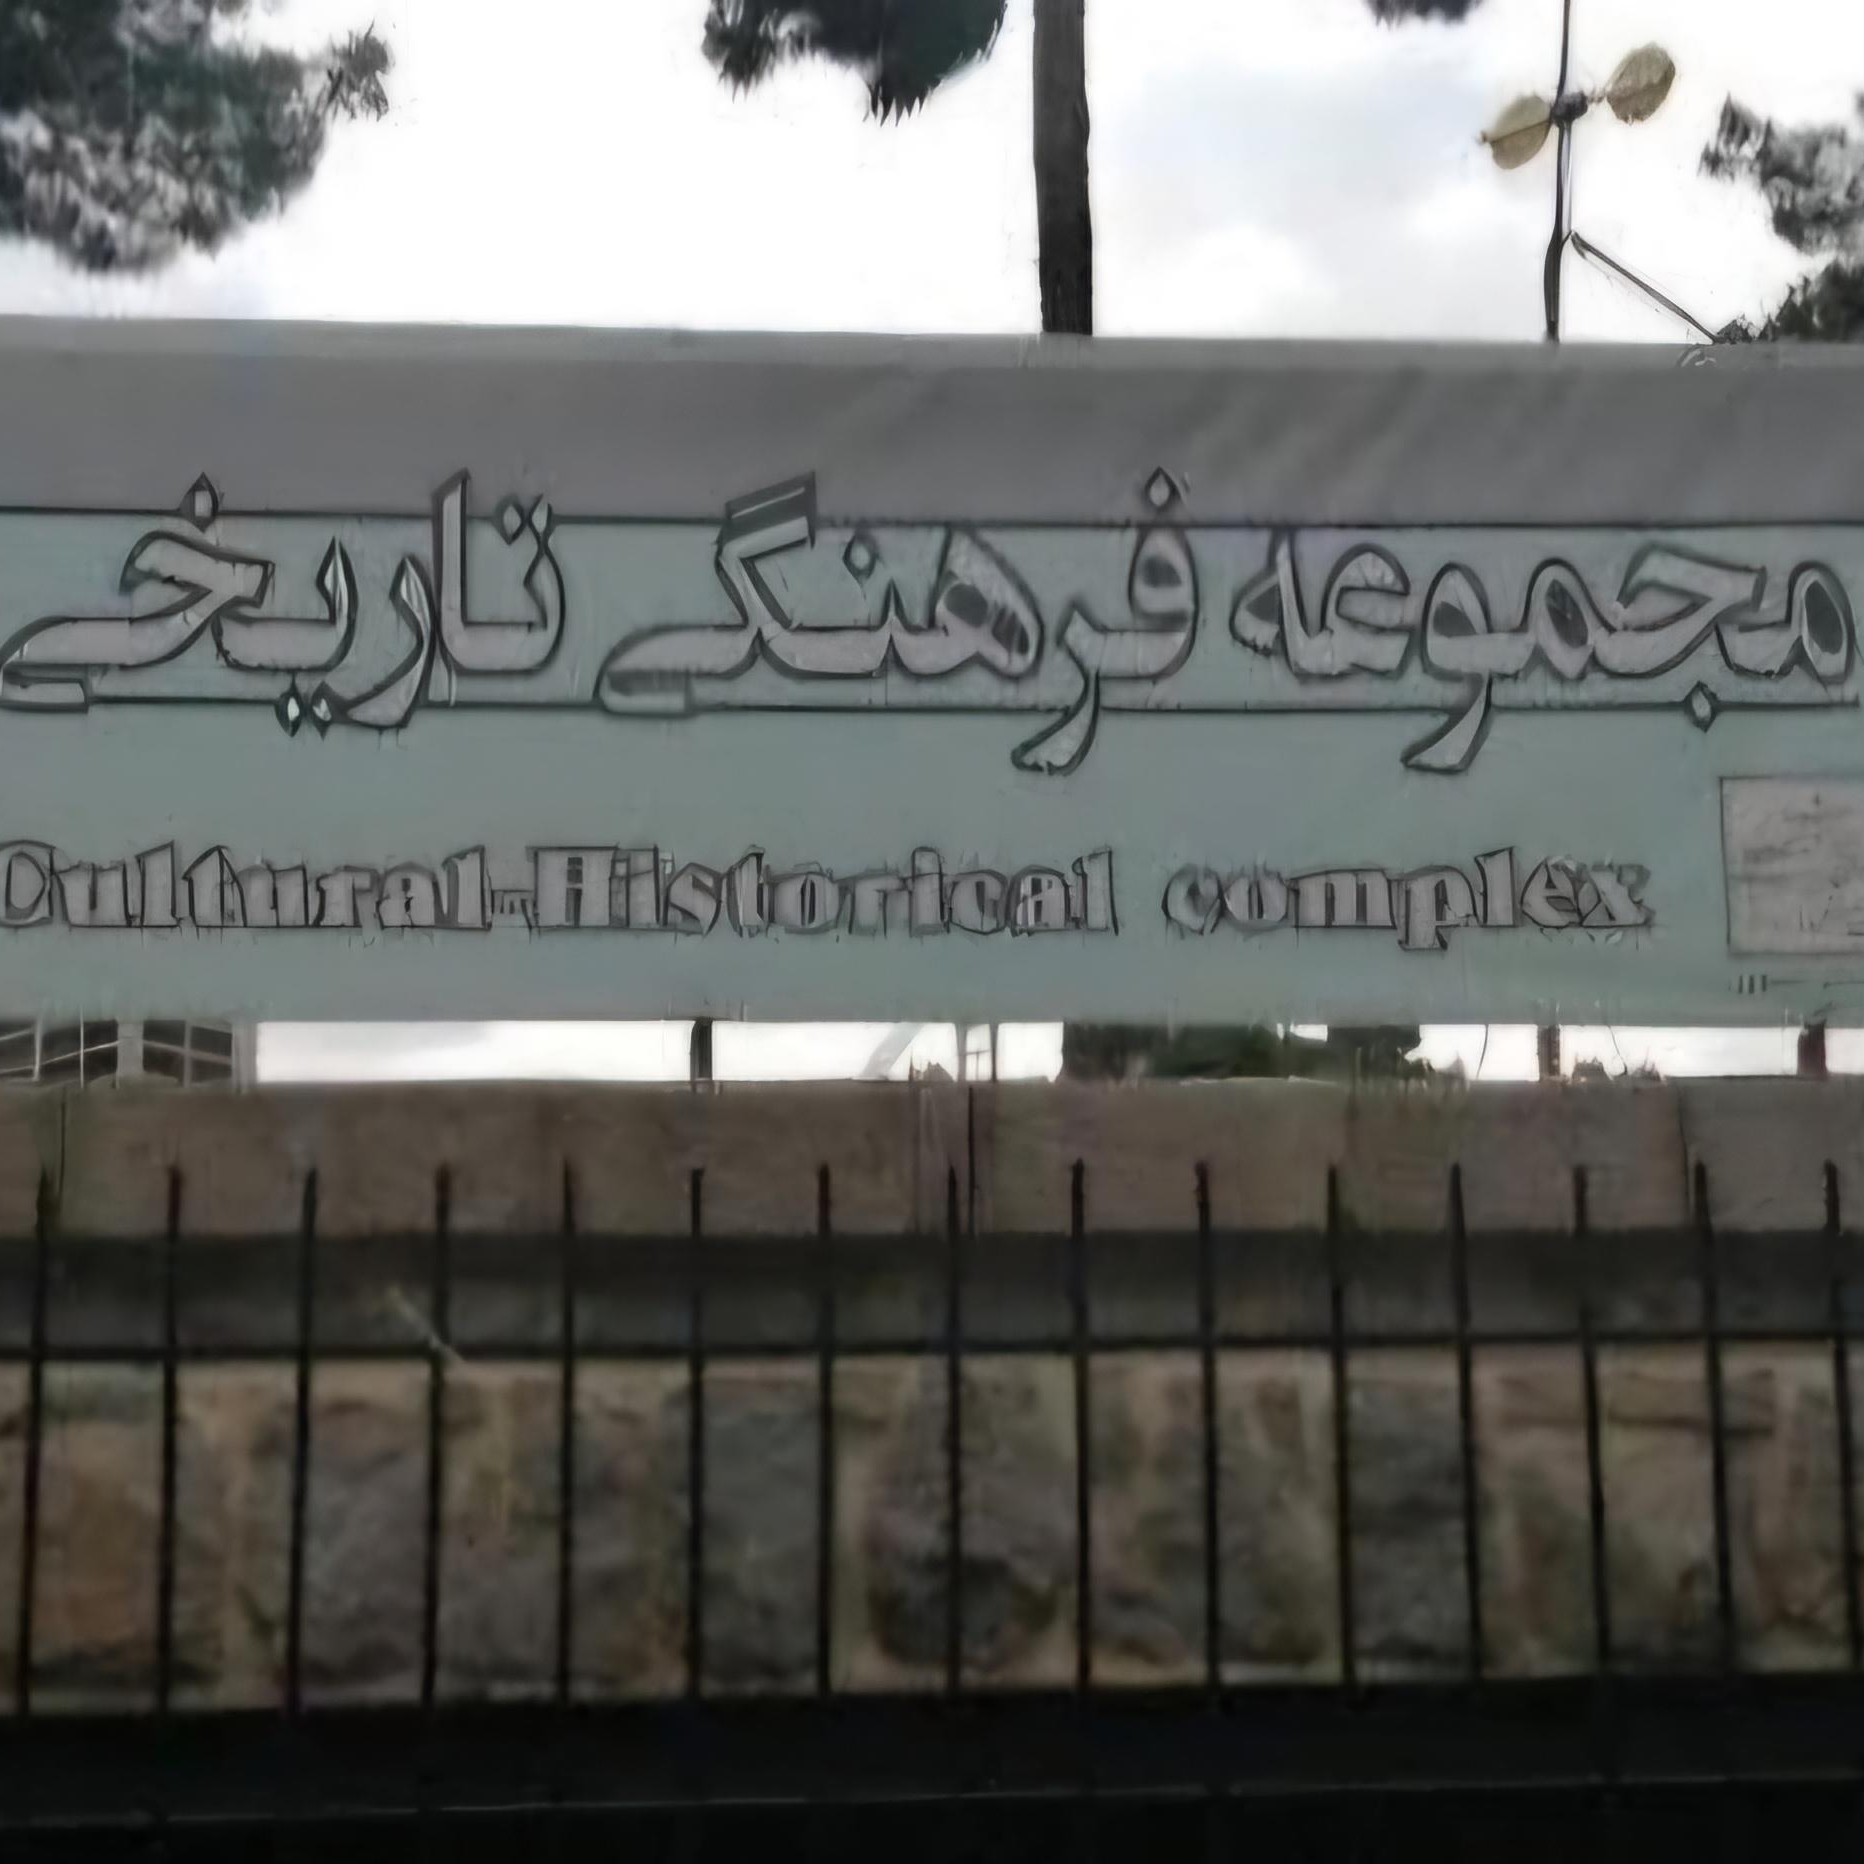 مجموعه فرهنگی تاریخی
Cultural-Historical complex